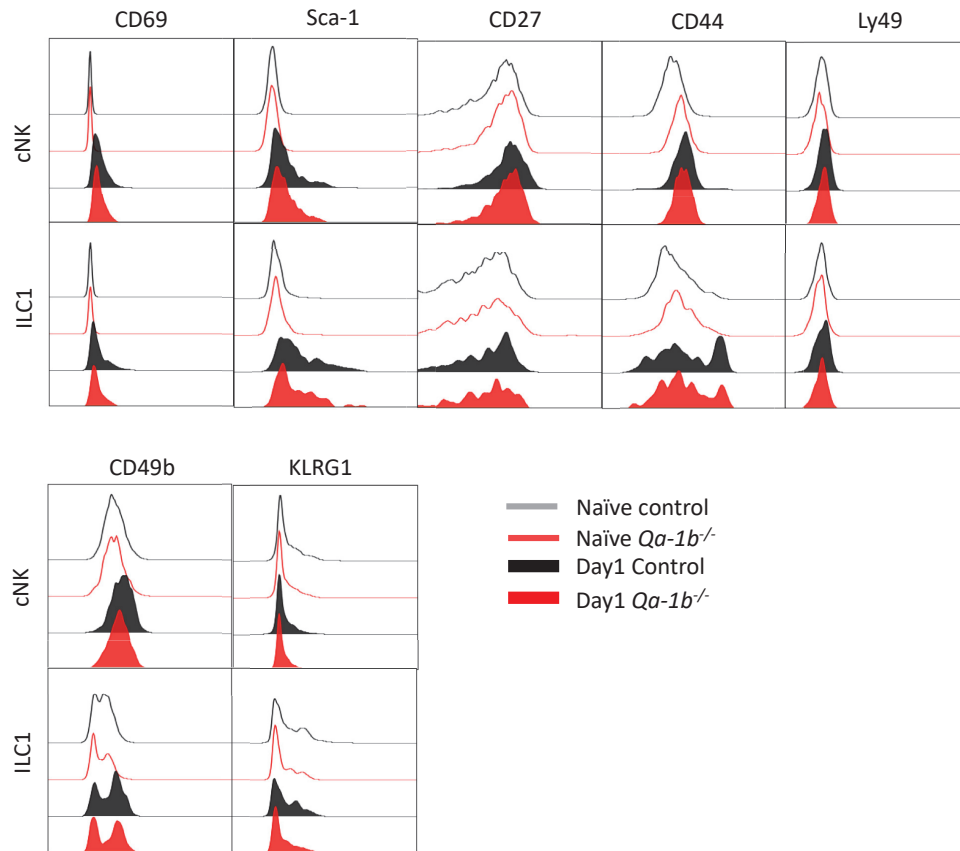 CD69 Sca-1 CD27 CD44 Ly49
cNK
ILC1
CD49b KLRG1
cNK
ILC1
Naïve control
Naïve Qa-1b-/-
Day1 Control
Day1 Qa-1b-/-